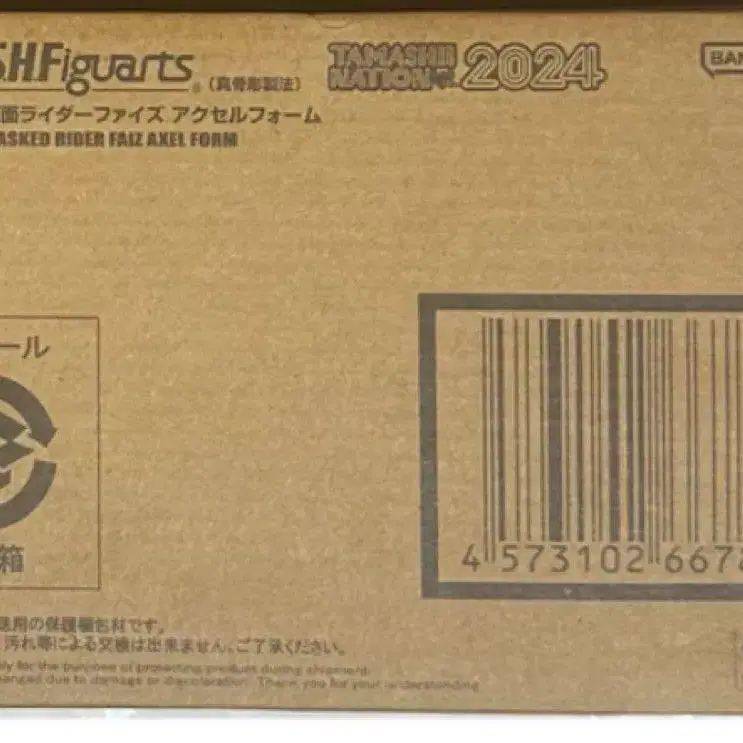 S.H.Figuarts® (真骨彫製法)
TAMASHII NATION 2024
BAN
面ライダーファイズ アクセルフォーム
ASKED RIDER FAIZ AXEL FORM
ール
箱
4 573102 667
送用の保護梱包材です。
汚れ等による交換は出来ません。ご了承ください。
ly for the purpose of protecting product during shipment.
hanged due to damage or discoloration. Thank you for your understanding